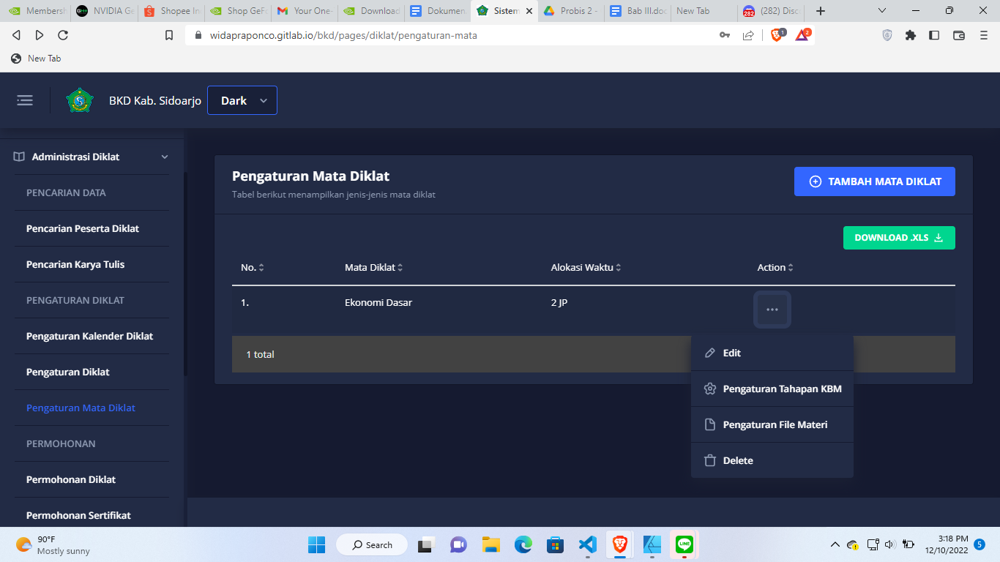 Membersh
NVIDIA Ge
Shopee In
Shop GeFo
Your One-
Download
Dokumen
Sistem
Probis 2 -
Bab III.doc
New Tab
282
(282) Disc
widapraponco.gitlab.io/bkd/pages/diklat/pengaturan-mata
1
2
New Tab
BKD Kab. Sidoarjo
Dark
Administrasi Diklat
PENCARIAN DATA
Pencarian Peserta Diklat
Pencarian Karya Tulis
PENGATURAN DIKLAT
Pengaturan Kalender Diklat
Pengaturan Diklat
Pengaturan Mata Diklat
PERMOHONAN
Permohonan Diklat
Permohonan Sertifikat
Pengaturan Mata Diklat
Tabel berikut menampilkan jenis-jenis mata diklat
TAMBAH MATA DIKLAT
DOWNLOAD .XLS
No. Mata Diklat Alokasi Waktu Action
1. Ekonomi Dasar 2 JP ...
1 total
Edit
Pengaturan Tahapan KBM
Pengaturan File Materi
Delete
90°F
Mostly sunny
Search
LINE
3:18 PM
12/10/2022
5